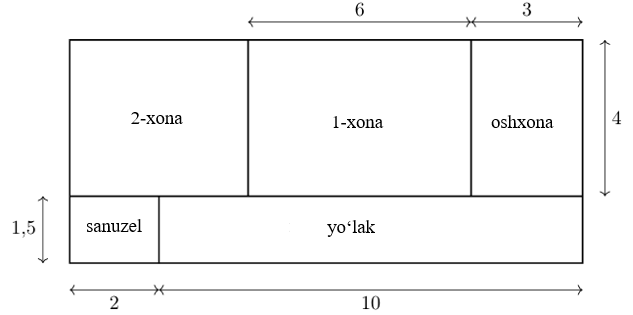 6
3
2-xona
1-xona
oshxona
4
1,5
sanuzel
yo‘lak
2
10